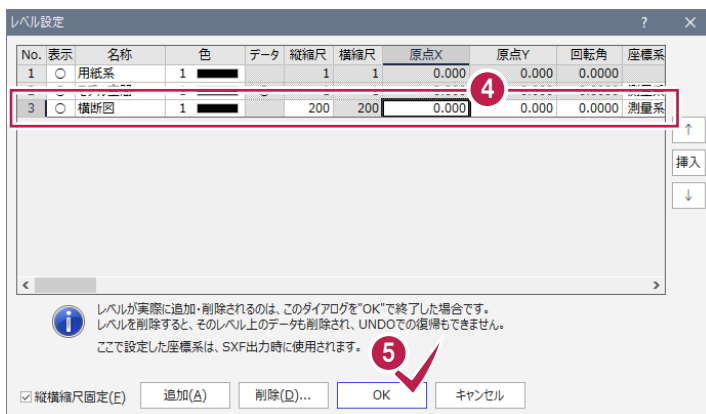 レベル設定 ? ×
No. 表示 名称 色 データ 縦縮尺 横縮尺 原点X 原点Y 回転角 座標系
1 ○ 用紙系 1 1 1 0.000 0.000 0.0000
4
3 ○ 横断図 1 200 200 0.000 0.000 0.0000 測量系
↑
挿入
↓
< >
レベルが実際に追加・削除されるのは、このダイアログを"OK"で終了した場合です。
レベルを削除すると、そのレベル上のデータも削除され、UNDOでの復帰もできません。
ここで設定した座標系は、SXF出力時に使用されます。
5
縦横縮尺固定(F) 追加(A) 削除(D)... OK キャンセル